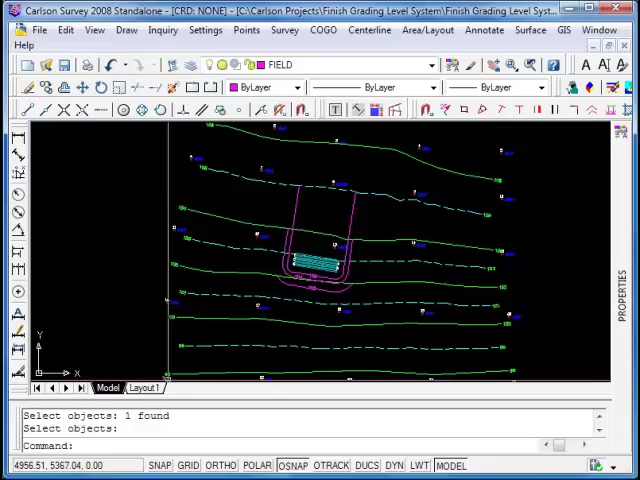 Carlson Survey 2008 Standalone - [CRD: NONE] - [C:\Carlson Projects\Finish Grading Level System\Finish Grading Level Syst...
File Edit View Draw Inquiry Settings Points Survey COGO Centerline Area/Layout Annotate Surface GIS Window
Help
FIELD
ByLayer ByLayer ByLayer
PROPERTIES
Y
X
Model Layout1
Select objects: 1 found
Select objects:
Command:
4956.51, 5367.04, 0.00 SNAP GRID ORTHO POLAR OSNAP OTRACK DUCS DYN LWT MODEL